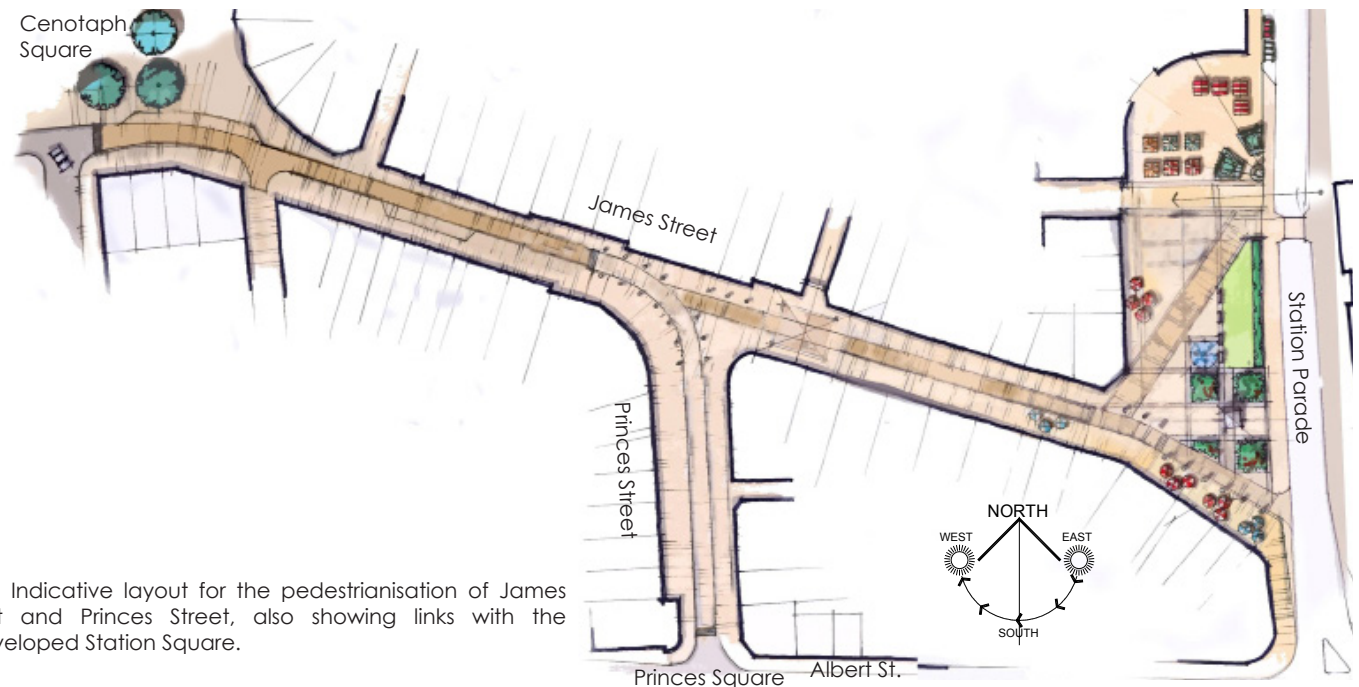 Cenotaph
Square
James Street
Station Parade
Princes Street
NORTH
WEST
EAST
SOUTH
Indicative layout for the pedestrianisation of James
and Princes Street, also showing links with the
Station Square.
Princes Square
Albert St.